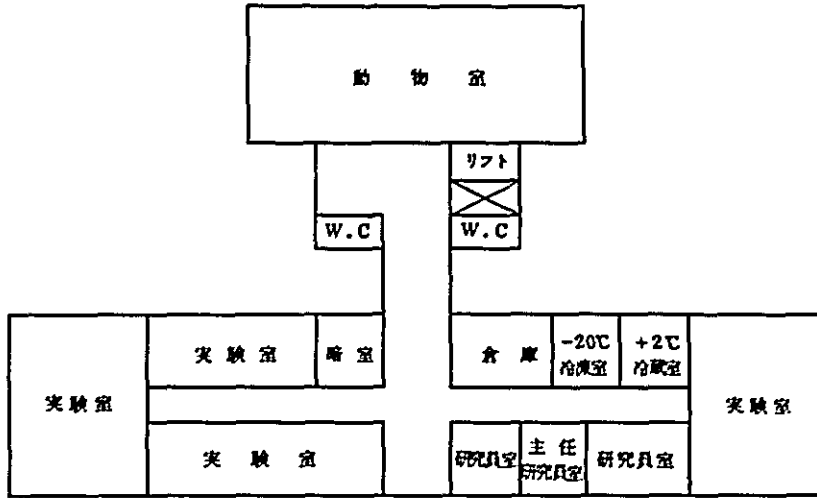 動物室
リフト
W.C
W.C
実験室
暗室
倉庫
-20℃
冷凍室
+2℃
冷蔵室
実験室
実験室
実験室
研究員室
主任
研究員室
研究員室